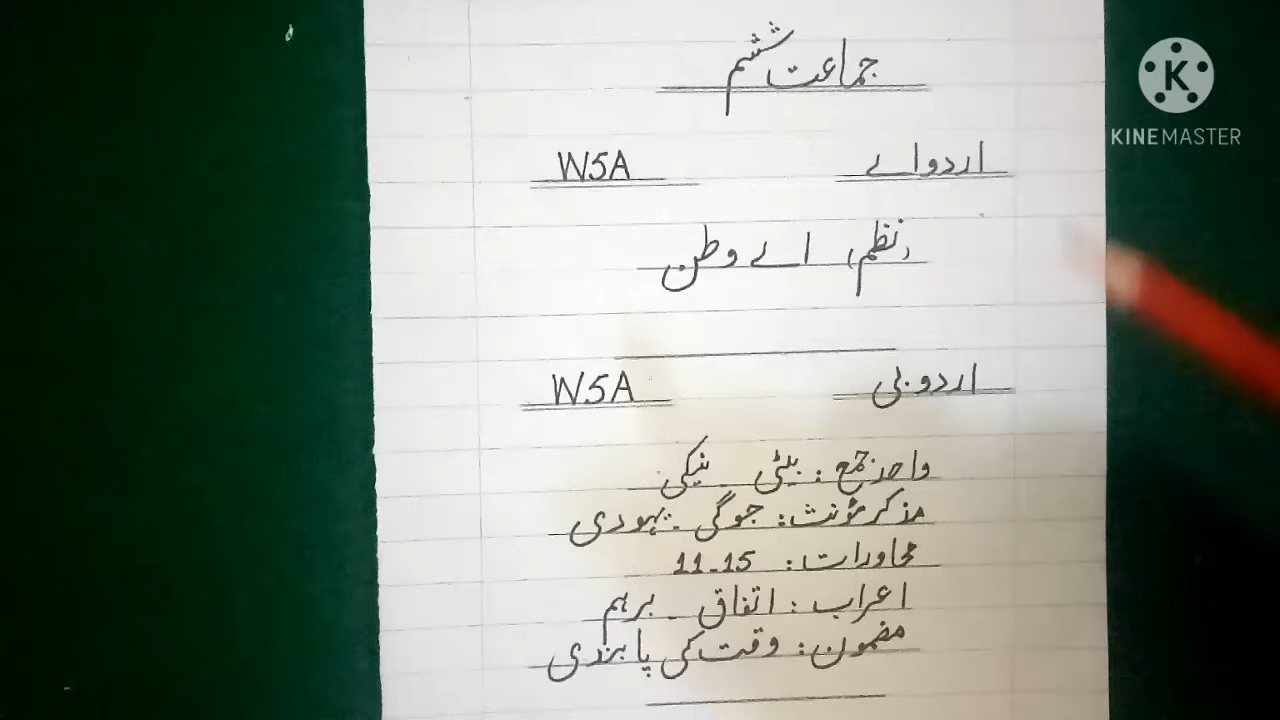 جماعت ششم
اردو اے W5A
(نظم) اے وطن
اردو بی W.5A
واحد جمع : بیٹی - نیکی
مذکر مؤنث : جوگی - یہودی
محاورات : 11-15
اعراب : اتفاق - برہم
مضمون : وقت کی پابندی
K
KINEMASTER